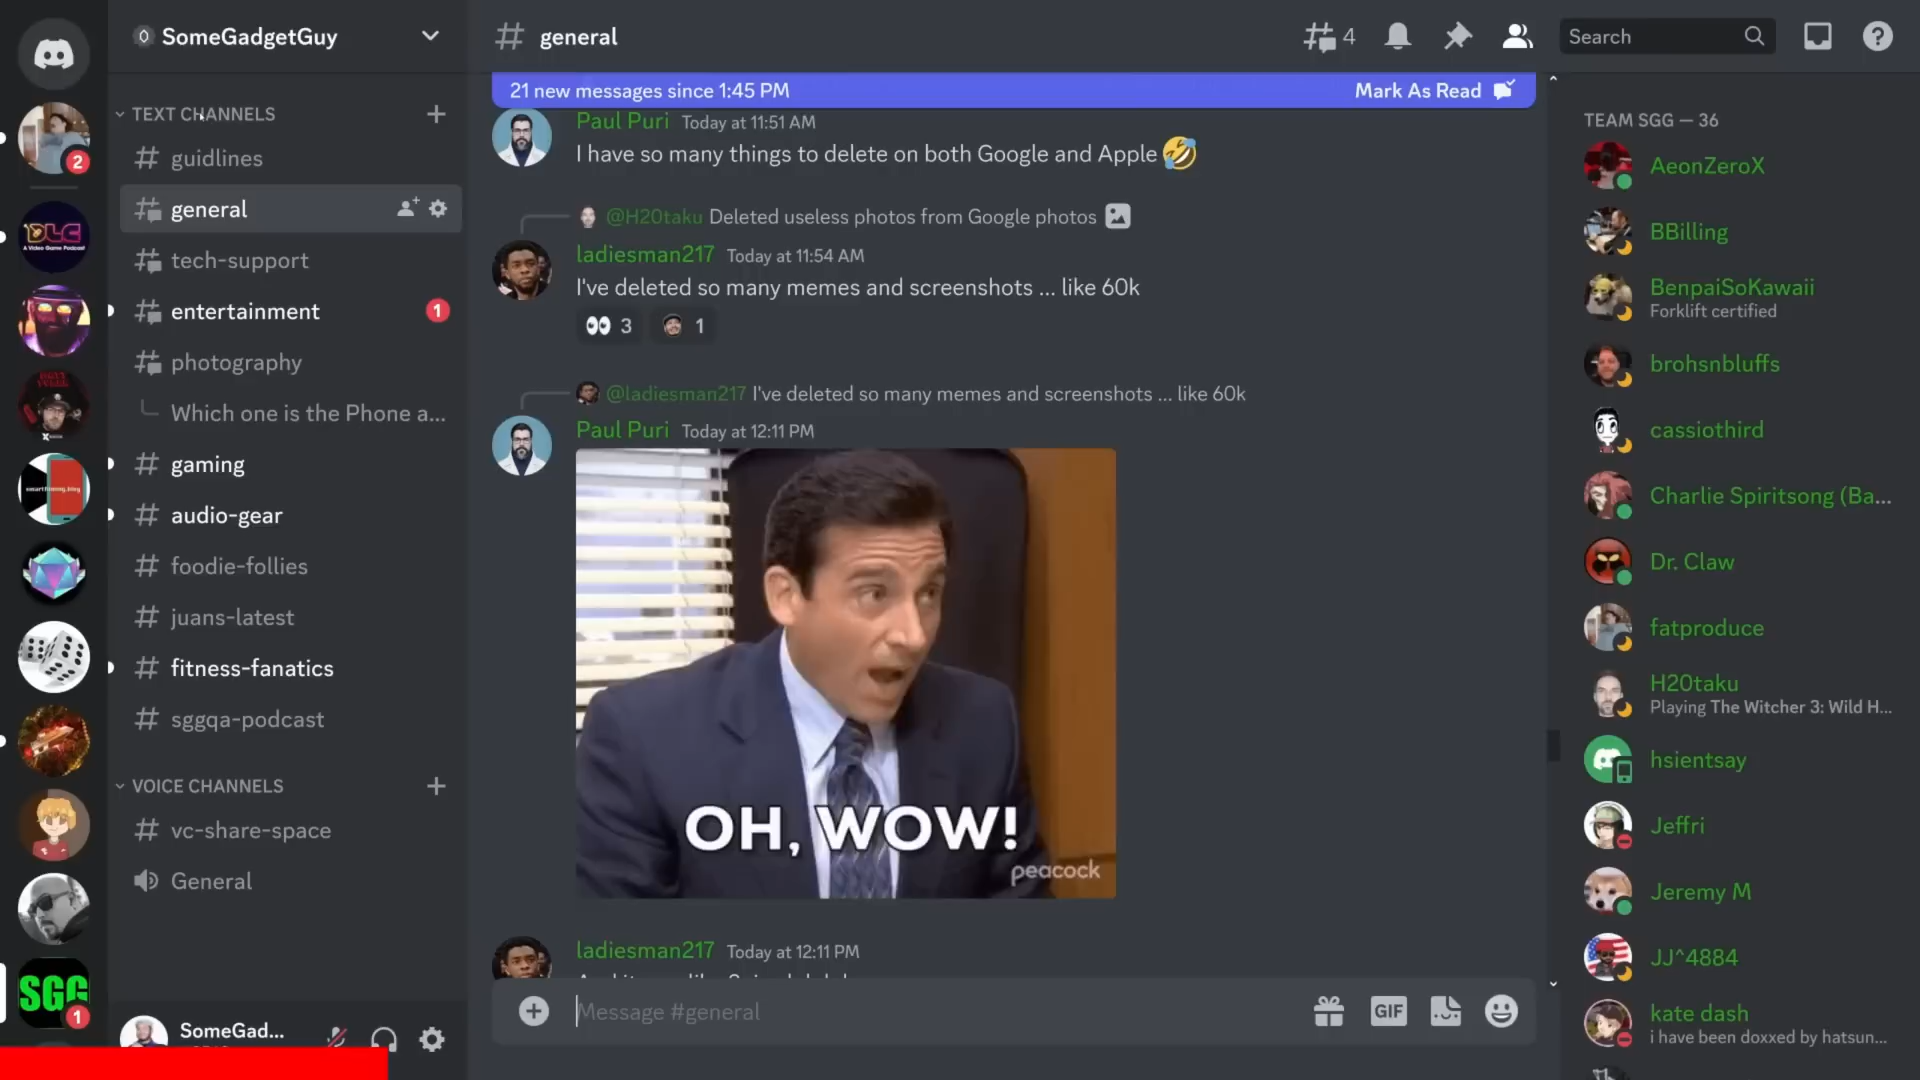 SomeGadgetGuy
TEXT CHANNELS
guidlines
general
tech-support
entertainment
1
photography
Which one is the Phone a...
gaming
audio-gear
foodie-follies
juans-latest
fitness-fanatics
sggqa-podcast
VOICE CHANNELS
vc-share-space
General
SomeGad...
2
DLC
A Video Game Podcast
SGG
1
general
4
Search
21 new messages since 1:45 PM
Mark As Read
Paul Puri Today at 11:51 AM
I have so many things to delete on both Google and Apple 🤣
@H20taku Deleted useless photos from Google photos
ladiesman217 Today at 11:54 AM
I've deleted so many memes and screenshots ... like 60k
👀 3 1
@ladiesman217 I've deleted so many memes and screenshots ... like 60k
Paul Puri Today at 12:11 PM
OH, WOW!
peacock
ladiesman217 Today at 12:11 PM
Message #general
GIF
TEAM SGG — 36
AeonZeroX
BBilling
BenpaiSoKawaii
Forklift certified
brohsnbluffs
cassiothird
Charlie Spiritsong (Ba...
Dr. Claw
fatproduce
H20taku
Playing The Witcher 3: Wild H...
hsientsay
Jeffri
Jeremy M
JJ^4884
kate dash
i have been doxxed by hatsun...